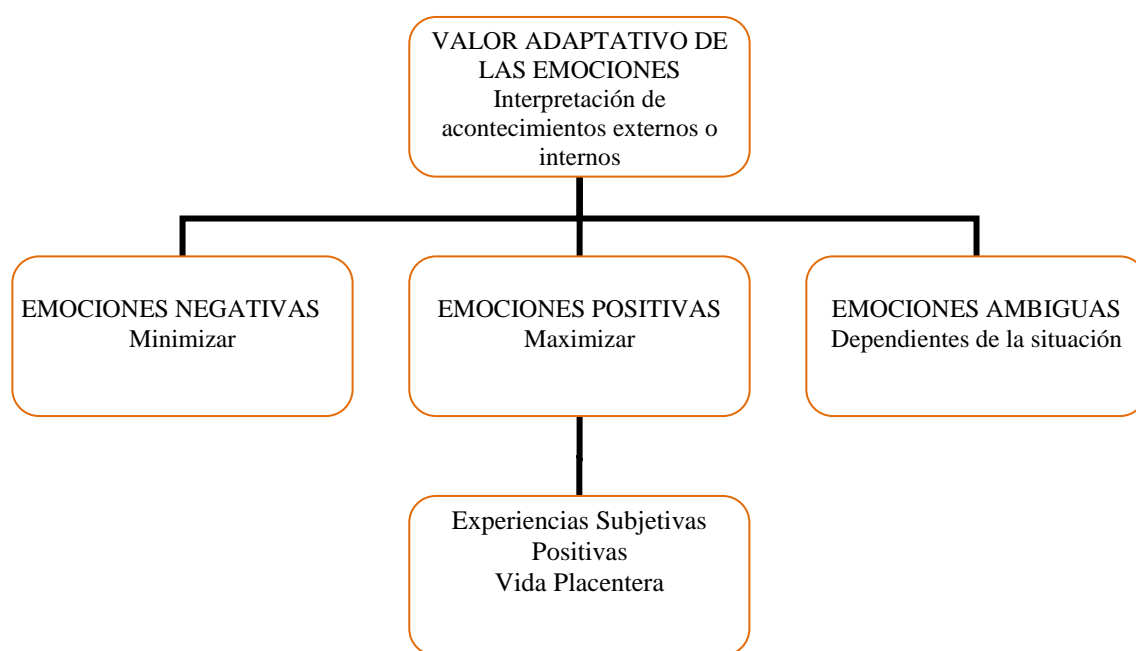 VALOR ADAPTATIVO DE
LAS EMOCIONES
Interpretación de
acontecimientos externos o
internos
EMOCIONES NEGATIVAS
Minimizar
EMOCIONES POSITIVAS
Maximizar
EMOCIONES AMBIGUAS
Dependientes de la situación
Experiencias Subjetivas
Positivas
Vida Placentera